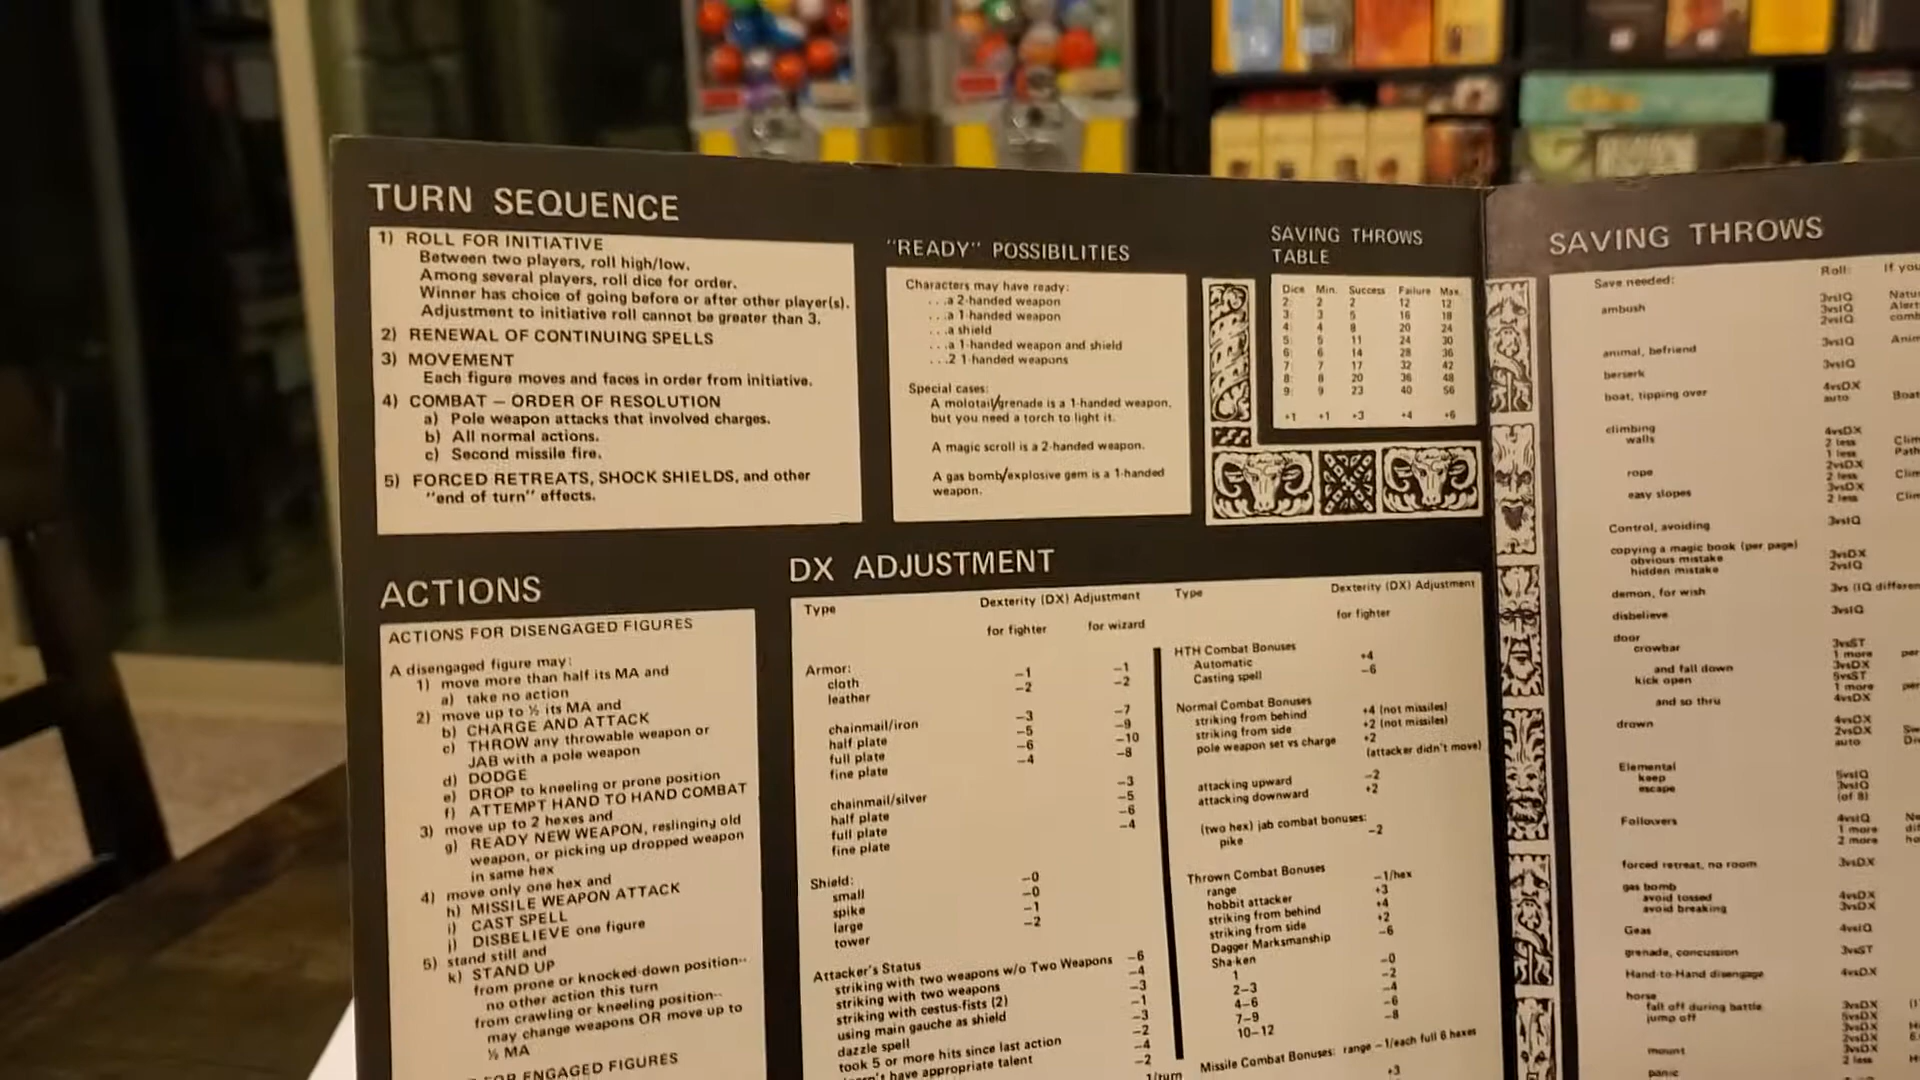 TURN SEQUENCE
1) ROLL FOR INITIATIVE
Between two players, roll high/low.
Among several players, roll dice for order.
Winner has choice of going before or after other player(s).
Adjustment to initiative roll cannot be greater than 3.
2) RENEWAL OF CONTINUING SPELLS
3) MOVEMENT
Each figure moves and faces in order from initiative.
4) COMBAT — ORDER OF RESOLUTION
a) Pole weapon attacks that involved charges.
b) All normal actions.
c) Second missile fire.
5) FORCED RETREATS, SHOCK SHIELDS, and other
"end of turn" effects.
"READY" POSSIBILITIES
Characters may have ready:
...a 2-handed weapon
...a 1-handed weapon
...a shield
...a 1-handed weapon and shield
...2 1-handed weapons
Special cases:
A molotail/grenade is a 1-handed weapon,
but you need a torch to light it.
A magic scroll is a 2-handed weapon.
A gas bomb/explosive gem is a 1-handed
weapon.
SAVING THROWS
TABLE
Dice Min. Success Failure Max.
2: 2 2 12 12
3: 3 5 16 18
4: 4 8 20 24
5: 5 11 24 30
6: 6 14 28 36
7: 7 17 32 42
8: 8 20 36 48
9: 9 23 40 56
+1 +1 +3 +4 +6
ACTIONS
ACTIONS FOR DISENGAGED FIGURES
A disengaged figure may:
1) move more than half its MA and
a) take no action
2) move up to ½ its MA and
b) CHARGE AND ATTACK
c) THROW any throwable weapon or
JAB with a pole weapon
d) DODGE
e) DROP to kneeling or prone position
f) ATTEMPT HAND TO HAND COMBAT
3) move up to 2 hexes and
g) READY NEW WEAPON, reslinging old
weapon, or picking up dropped weapon
in same hex
4) move only one hex and
h) MISSILE WEAPON ATTACK
i) CAST SPELL
j) DISBELIEVE one figure
5) stand still and
k) STAND UP
from prone or knocked-down position--
no other action this turn
from crawling or kneeling position--
may change weapons OR move up to
½ MA
FOR ENGAGED FIGURES
DX ADJUSTMENT
Type Dexterity (DX) Adjustment
for fighter for wizard
Armor:
cloth -1 -1
leather -2 -2
chainmail/iron -3 -7
half plate -5 -9
full plate -6 -10
fine plate -4 -8
chainmail/silver -3
half plate -5
full plate -6
fine plate -4
Shield:
small -0
spike -0
large -1
tower -2
Attacker's Status
striking with two weapons w/o Two Weapons -6
striking with two weapons -4
striking with cestus-fists (2) -3
using main gauche as shield -1
dazzle spell -3
took 5 or more hits since last action -2
have appropriate talent -4
-2
1/turn
Type Dexterity (DX) Adjustment
for fighter
HTH Combat Bonuses
Automatic +4
Casting spell -6
Normal Combat Bonuses
striking from behind +4 (not missiles)
striking from side +2 (not missiles)
pole weapon set vs charge +2
(attacker didn't move)
attacking upward -2
attacking downward +2
(two hex) jab combat bonuses:
pike -2
Thrown Combat Bonuses
range -1/hex
hobbit attacker +3
striking from behind +4
striking from side +2
Dagger Marksmanship -6
Sha-ken
1 -0
2-3 -2
4-6 -4
7-9 -6
10-12 -8
Missile Combat Bonuses: range -1/each full 6 hexes
+3
SAVING THROWS
Save needed: Roll: If you
ambush 3vsIQ
3vsIQ
2vsIQ
animal, befriend 3vsIQ
berserk 3vsIQ
boat, tipping over 4vsDX
auto Boat
climbing
walls 4vsDX
2 less
1 less
rope 2vsDX
2 less
easy slopes 3vsDX
2 less
Control, avoiding 3vsIQ
copying a magic book (per page)
obvious mistake 3vsDX
hidden mistake 2vsIQ
demon, for wish 3vs (IQ
disbelieve 3vsIQ
door
crowbar 3vsST
1 more per
and fall down 3vsDX
kick open 5vsST
1 more per
and so thru 4vsDX
drown 4vsDX
2vsDX
auto
Elemental
keep 5vsIQ
escape 3vsIQ
(of 8)
Followers 4vsIQ
1 more
2 more
forced retreat, no room 3vsDX
gas bomb
avoid tossed 4vsDX
avoid breaking 3vsDX
Geas 4vsIQ
grenade, concussion 3vsST
Hand-to-Hand disengage 4vsDX
horse
fall off during battle 3vsDX
jump off 5vsDX
3vsDX
2vsDX
mount 3vsDX
2 less
panic